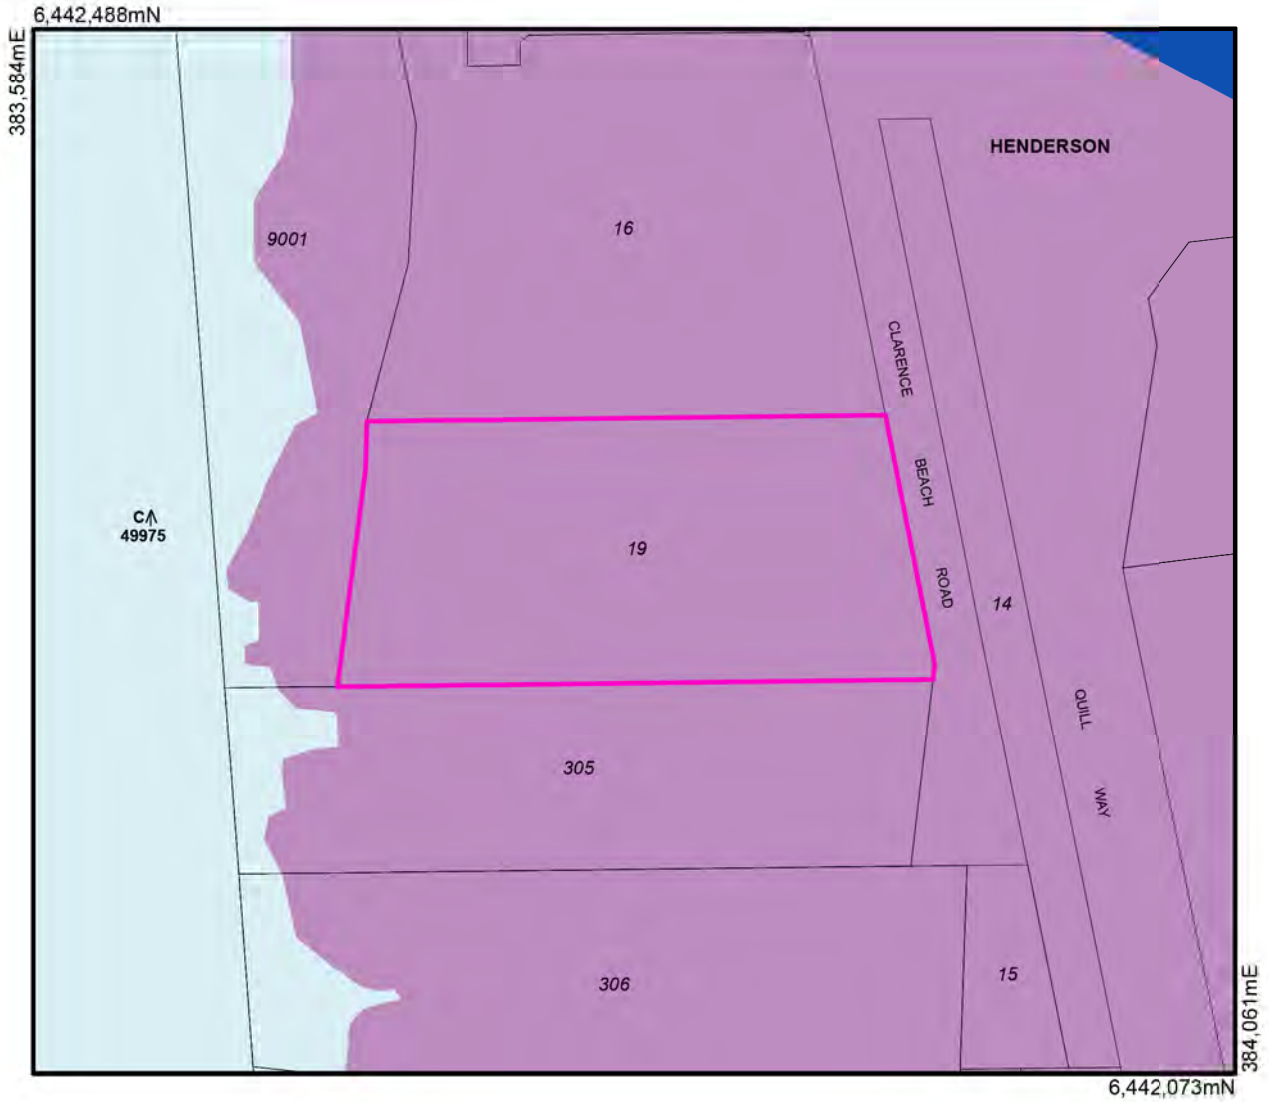 6,442,488mN
383,584mE
HENDERSON
16
9001
CLARENCE
BEACH
ROAD
C
49975
19
14
QUILL
WAY
305
306
15
384,061mE
6,442,073mN